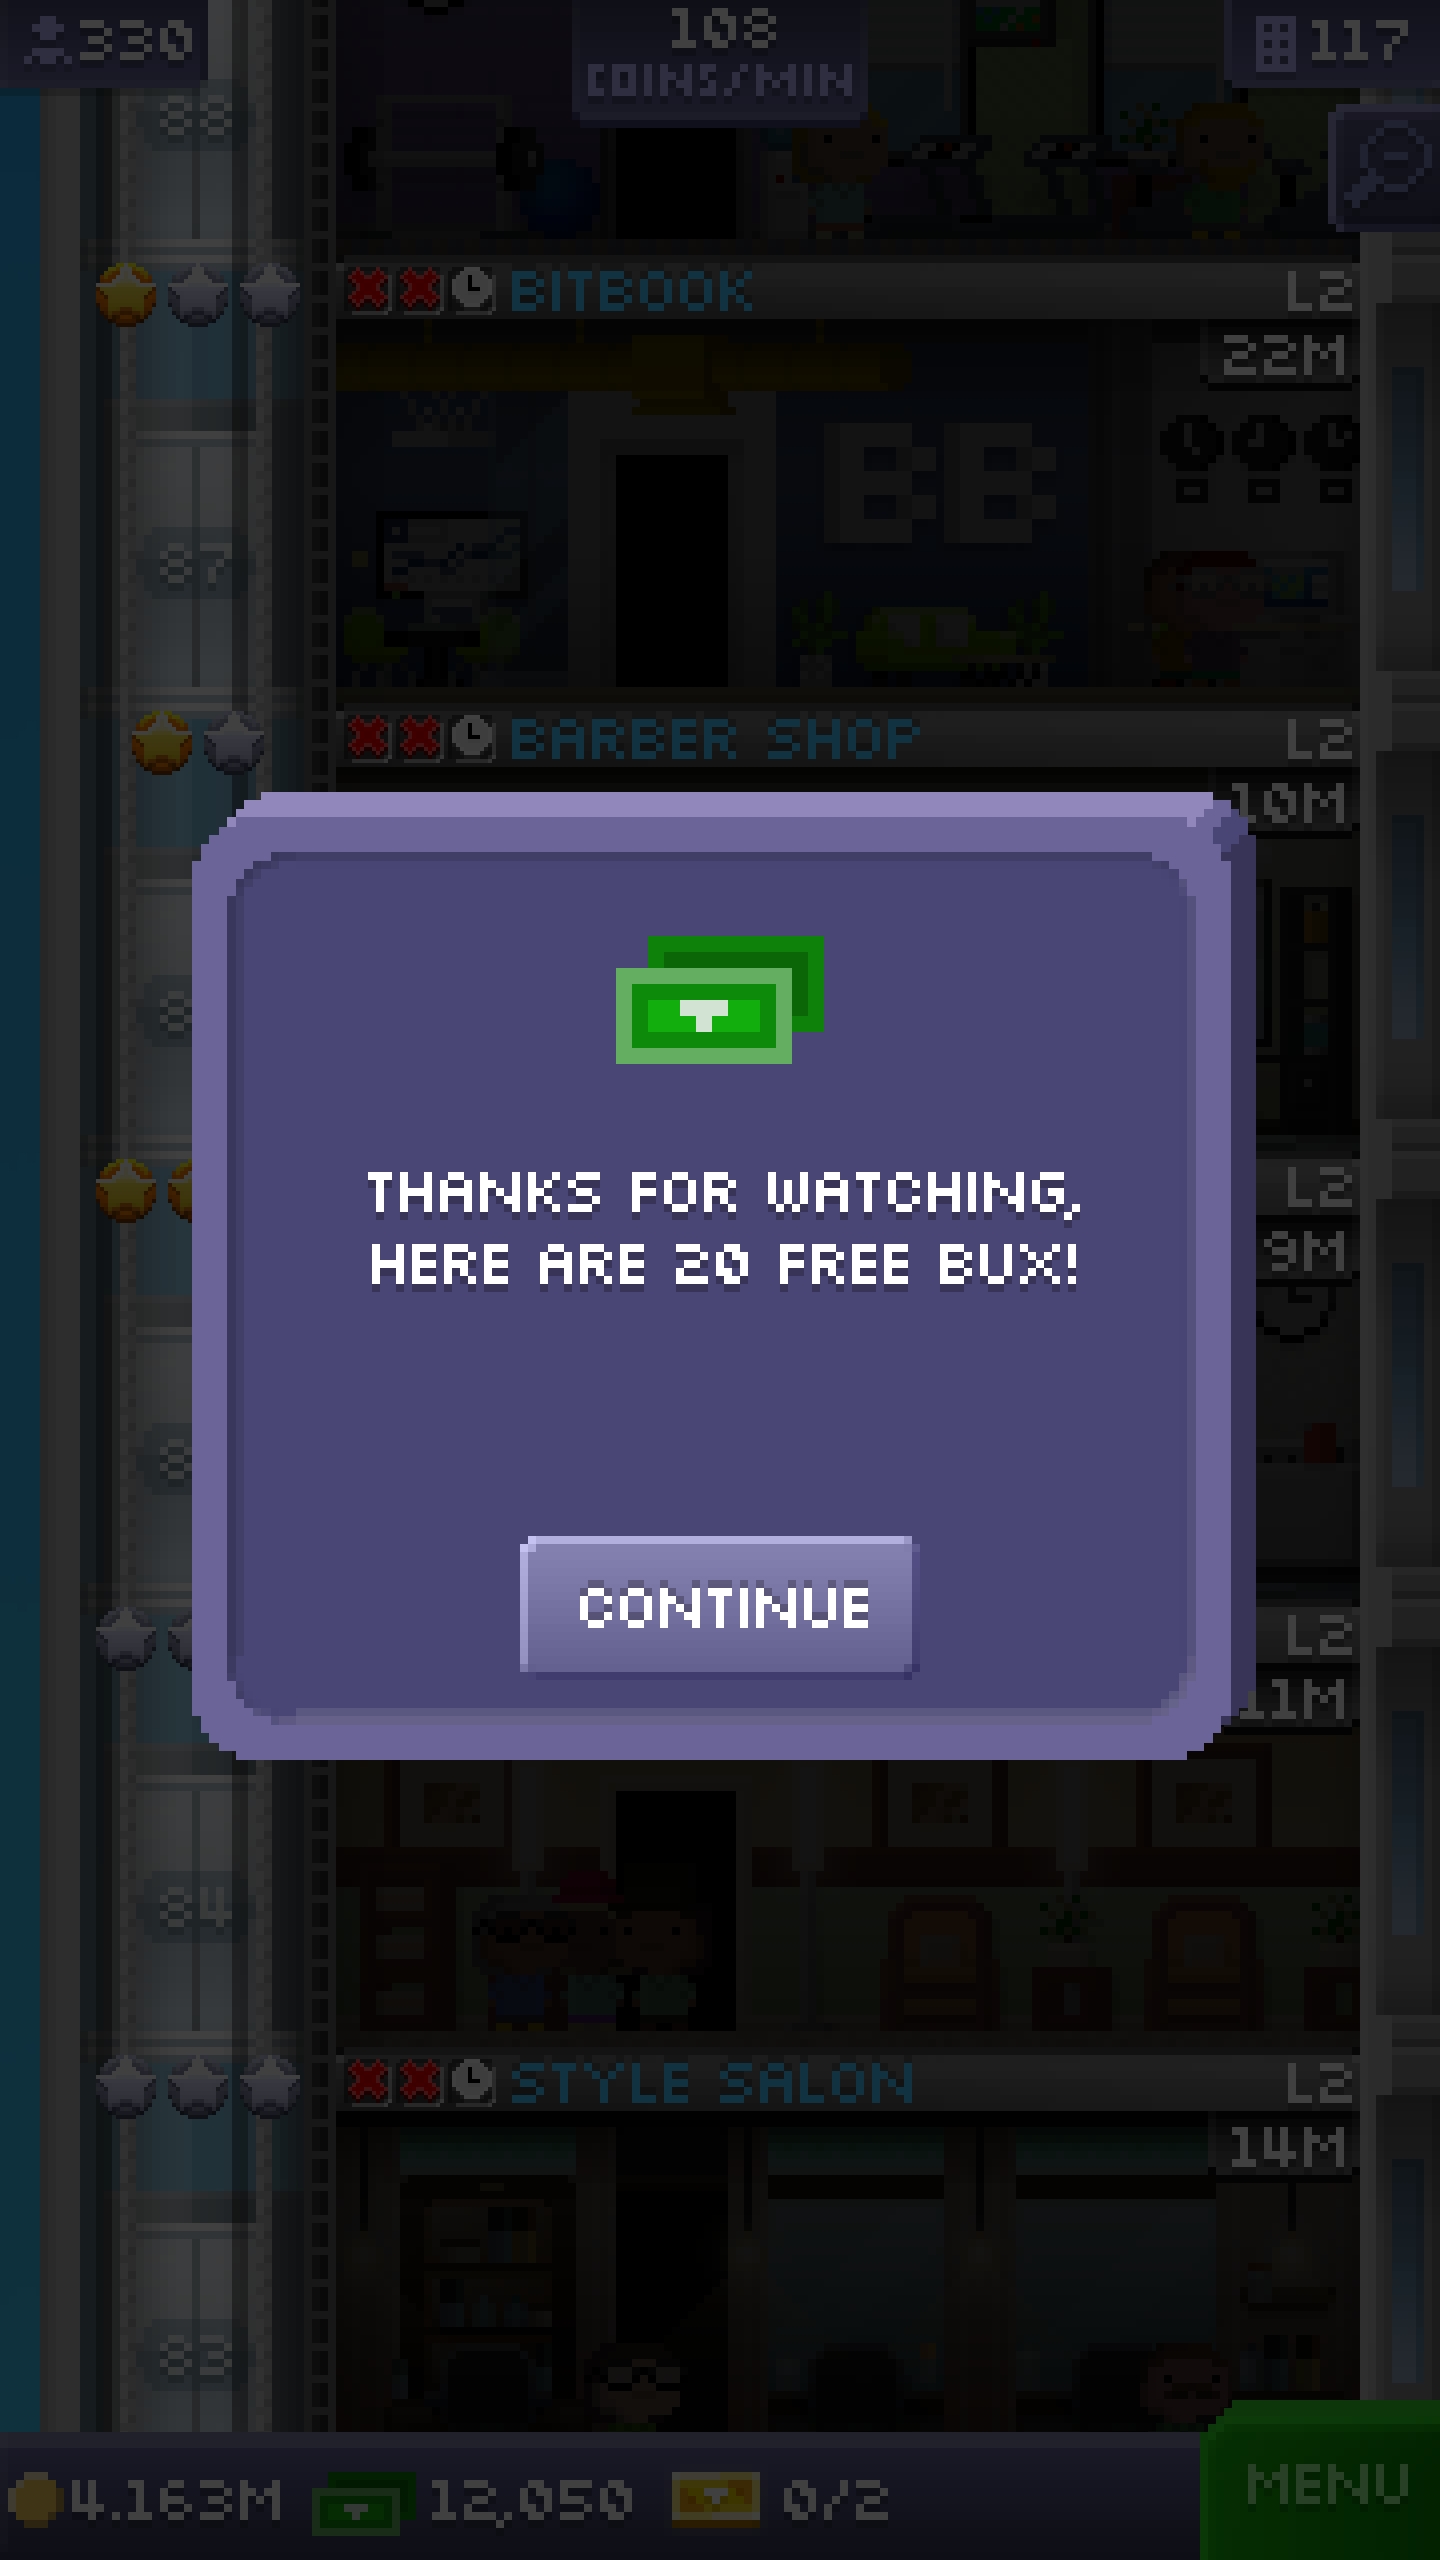 330
108
COINS/MIN
117
88
BITBOOK
L2
22M
BB
87
BARBER SHOP
L2
10M
L2
9M
THANKS FOR WATCHING,
HERE ARE 20 FREE BUX!
CONTINUE
L2
11M
84
STYLE SALON
L2
14M
83
4.163M
12,050
0/2
MENU